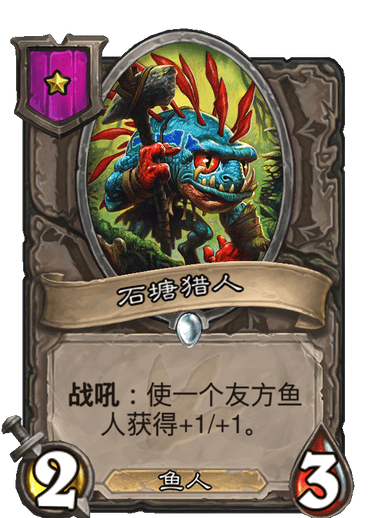 石塘猎人
战吼：使一个友方鱼
人获得+1/+1。
鱼人
2
3